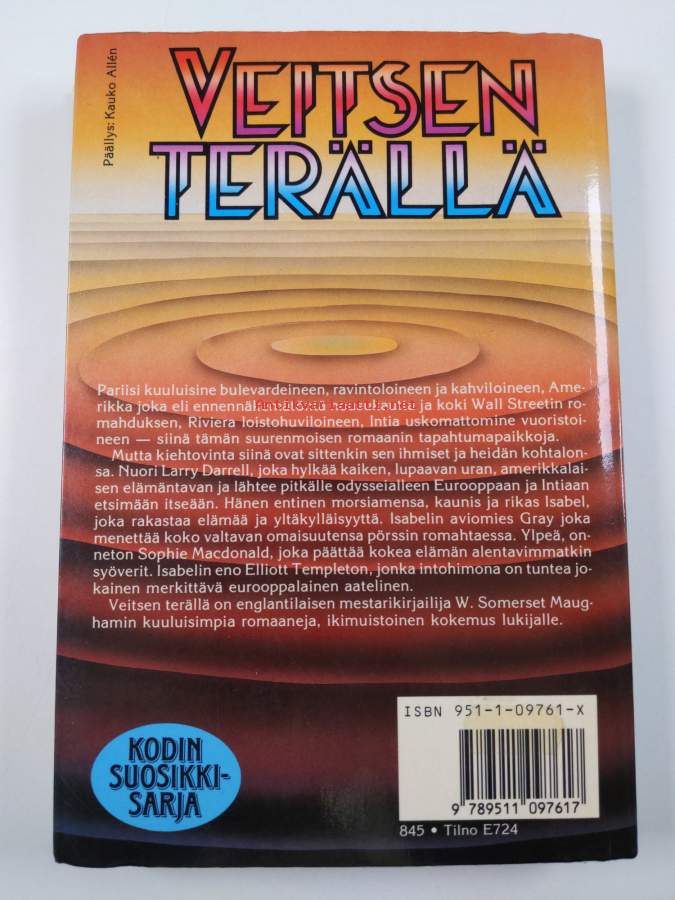 Päällys: Kauko Allén
VEITSEN
TERÄLLÄ
Pariisi kuuluisine bulevardeineen, ravintoloineen ja kahviloineen, Ame-
rikka joka eli ennennäkemätöntä nousukautta ja koki Wall Streetin ro-
mahduksen, Riviera loistohuviloineen, Intia uskomattomine vuoristoi-
neen — siinä tämän suurenmoisen romaanin tapahtumapaikkoja.
Mutta kiehtovinta siinä ovat sittenkin sen ihmiset ja heidän kohtalon-
sa. Nuori Larry Darrell, joka hylkää kaiken, lupaavan uran, amerikkalai-
sen elämäntavan ja lähtee pitkälle odysseialleen Eurooppaan ja Intiaan
etsimään itseään. Hänen entinen morsiamensa, kaunis ja rikas Isabel,
joka rakastaa elämää ja yltäkylläisyyttä. Isabelin aviomies Gray joka
menettää koko valtavan omaisuutensa pörssin romahtaessa. Ylpeä, on-
neton Sophie Macdonald, joka päättää kokea elämän alentavimmatkin
syöverit. Isabelin eno Elliott Templeton, jonka intohimona on tuntea jo-
kainen merkittävä eurooppalainen aatelinen.
Veitsen terällä on englantilaisen mestarikirjailija W. Somerset Maug-
hamin kuuluisimpia romaaneja, ikimuistoinen kokemus lukijalle.
KODIN
SUOSIKKI-
SARJA
ISBN 951-1-09761-X
9 789511 097617
845 • Tilno E724